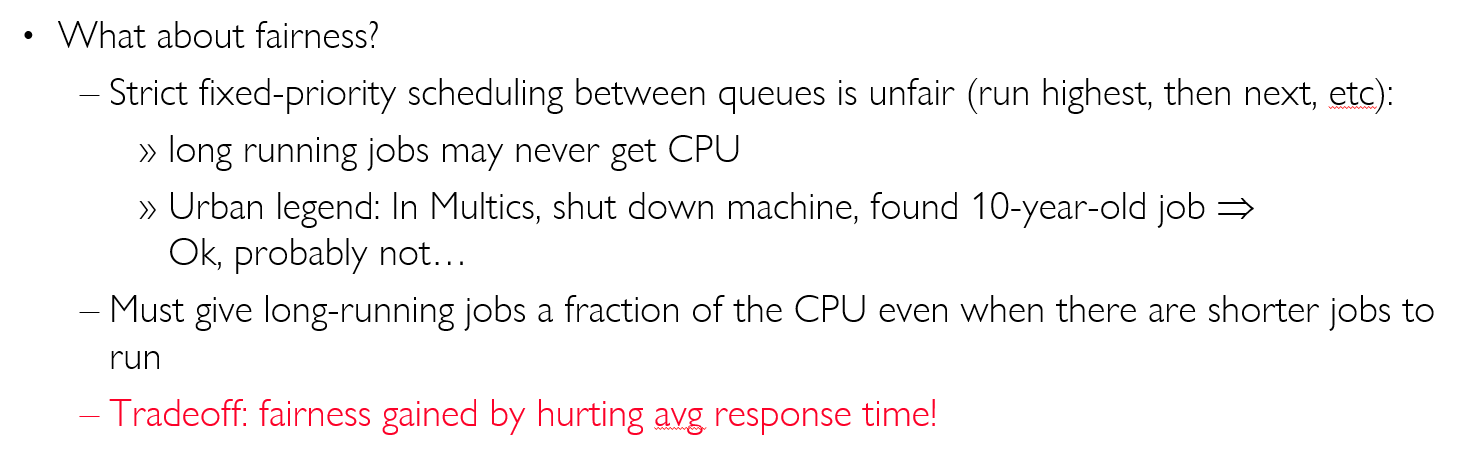 • What about fairness?
– Strict fixed-priority scheduling between queues is unfair (run highest, then next, etc):
» long running jobs may never get CPU
» Urban legend: In Multics, shut down machine, found 10-year-old job ⇒
Ok, probably not…
– Must give long-running jobs a fraction of the CPU even when there are shorter jobs to
run
– Tradeoff: fairness gained by hurting avg response time!